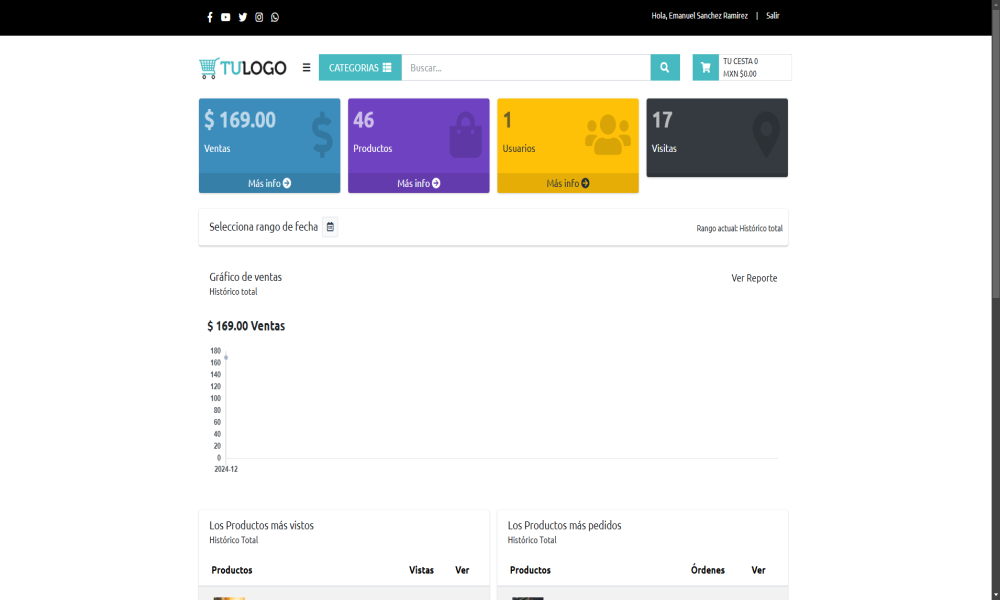 Hola, Emanuel Sanchez Ramirez | Salir
TULOGO
CATEGORIAS
Buscar...
TU CESTA 0
MXN $0.00
$ 169.00
Ventas
Más info
46
Productos
Más info
1
Usuarios
Más info
17
Visitas
Selecciona rango de fecha
Rango actual: Histórico total
Gráfico de ventas
Histórico total
Ver Reporte
$ 169.00 Ventas
180
160
140
120
100
80
60
40
20
0
2024-12
Los Productos más vistos
Histórico Total
Productos Vistas Ver
Los Productos más pedidos
Histórico Total
Productos Órdenes Ver